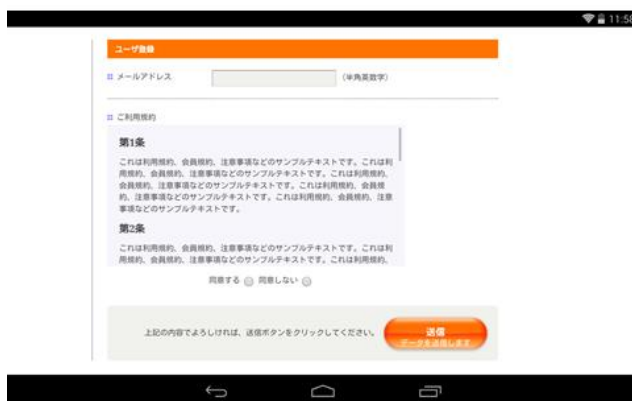 11:58
ユーザ登録
メールアドレス (半角英数字)
ご利用規約
第1条
これは利用規約、会員規約、注意事項などのサンプルテキストです。これは利
用規約、会員規約、注意事項などのサンプルテキストです。これは利用規約、
会員規約、注意事項などのサンプルテキストです。これは利用規約、会員規
約、注意事項などのサンプルテキストです。これは利用規約、会員規約、注意
事項などのサンプルテキストです。
第2条
これは利用規約、会員規約、注意事項などのサンプルテキストです。これは利
用規約、会員規約、注意事項などのサンプルテキストです。これは利用規約、
同意する 同意しない
上記の内容でよろしければ、送信ボタンをクリックしてください。
送信
データを送信します